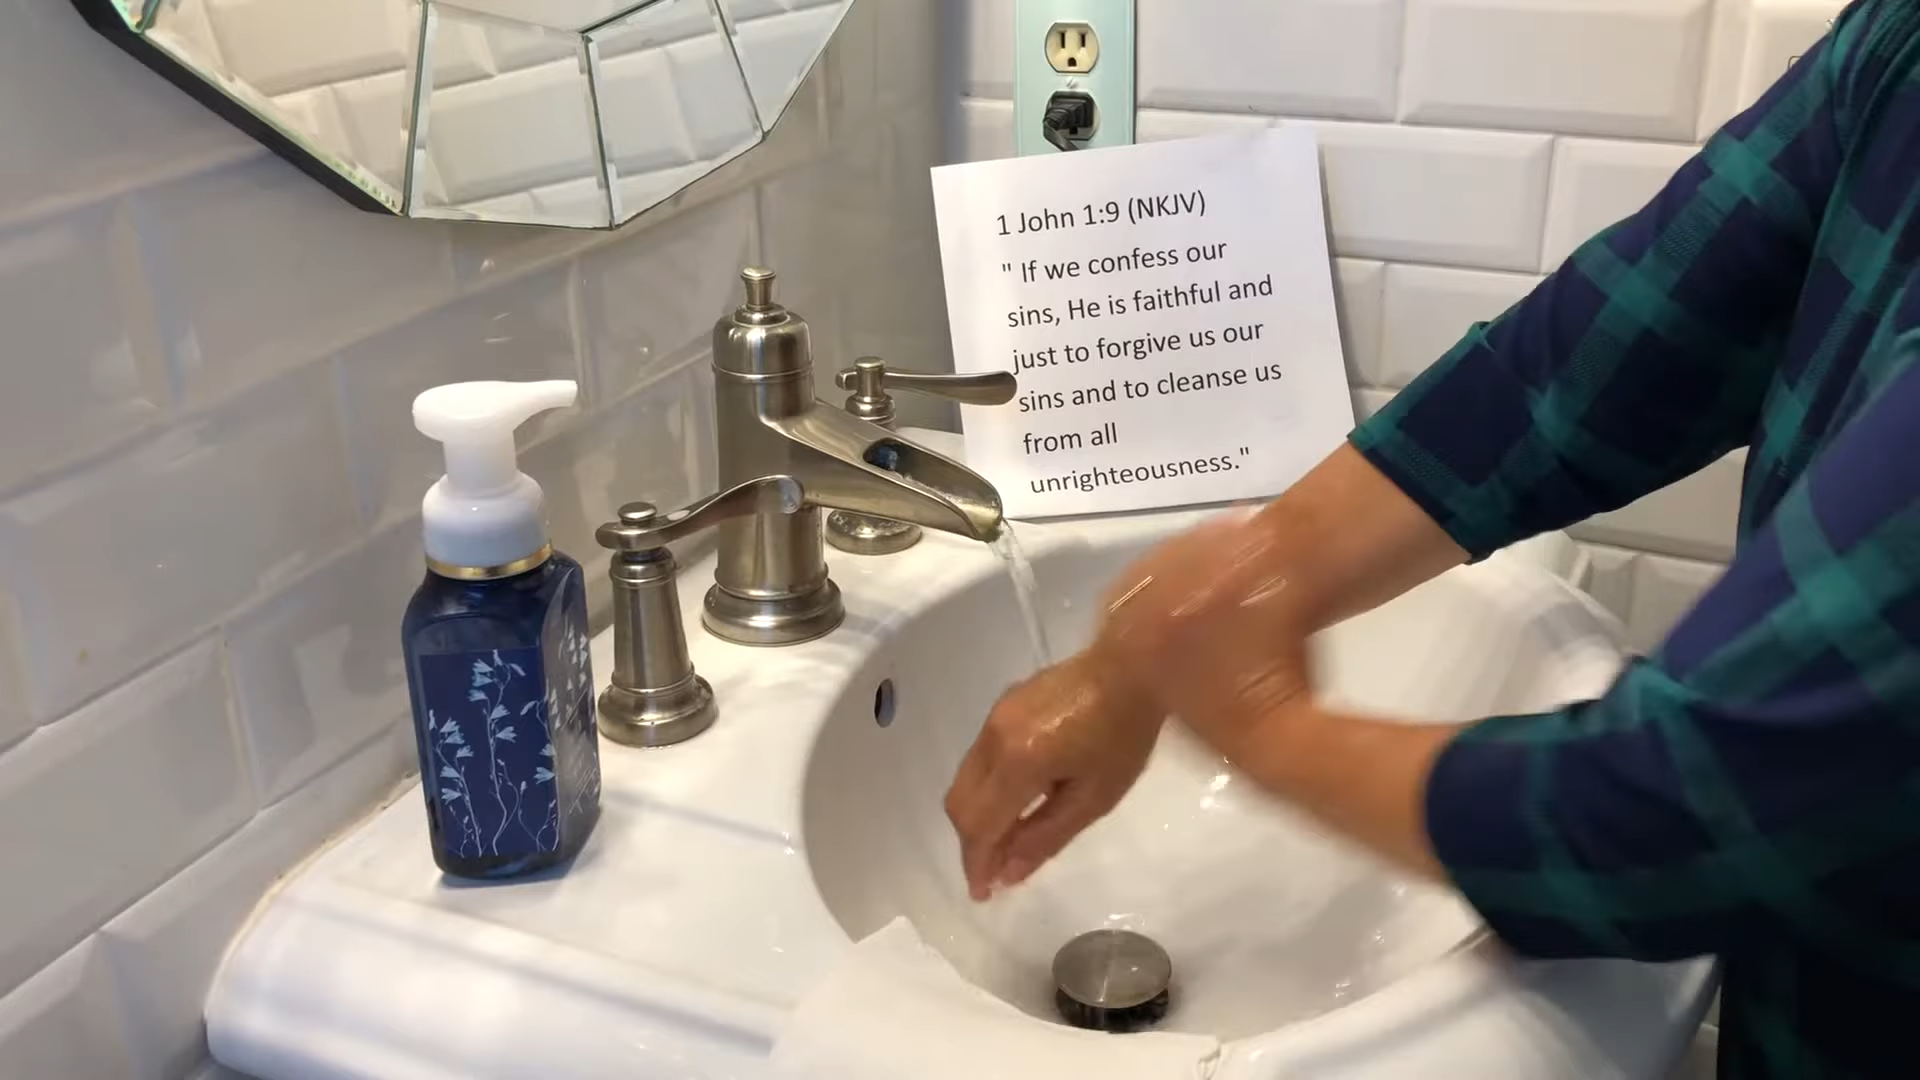 1 John 1:9 (NKJV)
" If we confess our
sins, He is faithful and
just to forgive us our
sins and to cleanse us
from all
unrighteousness."